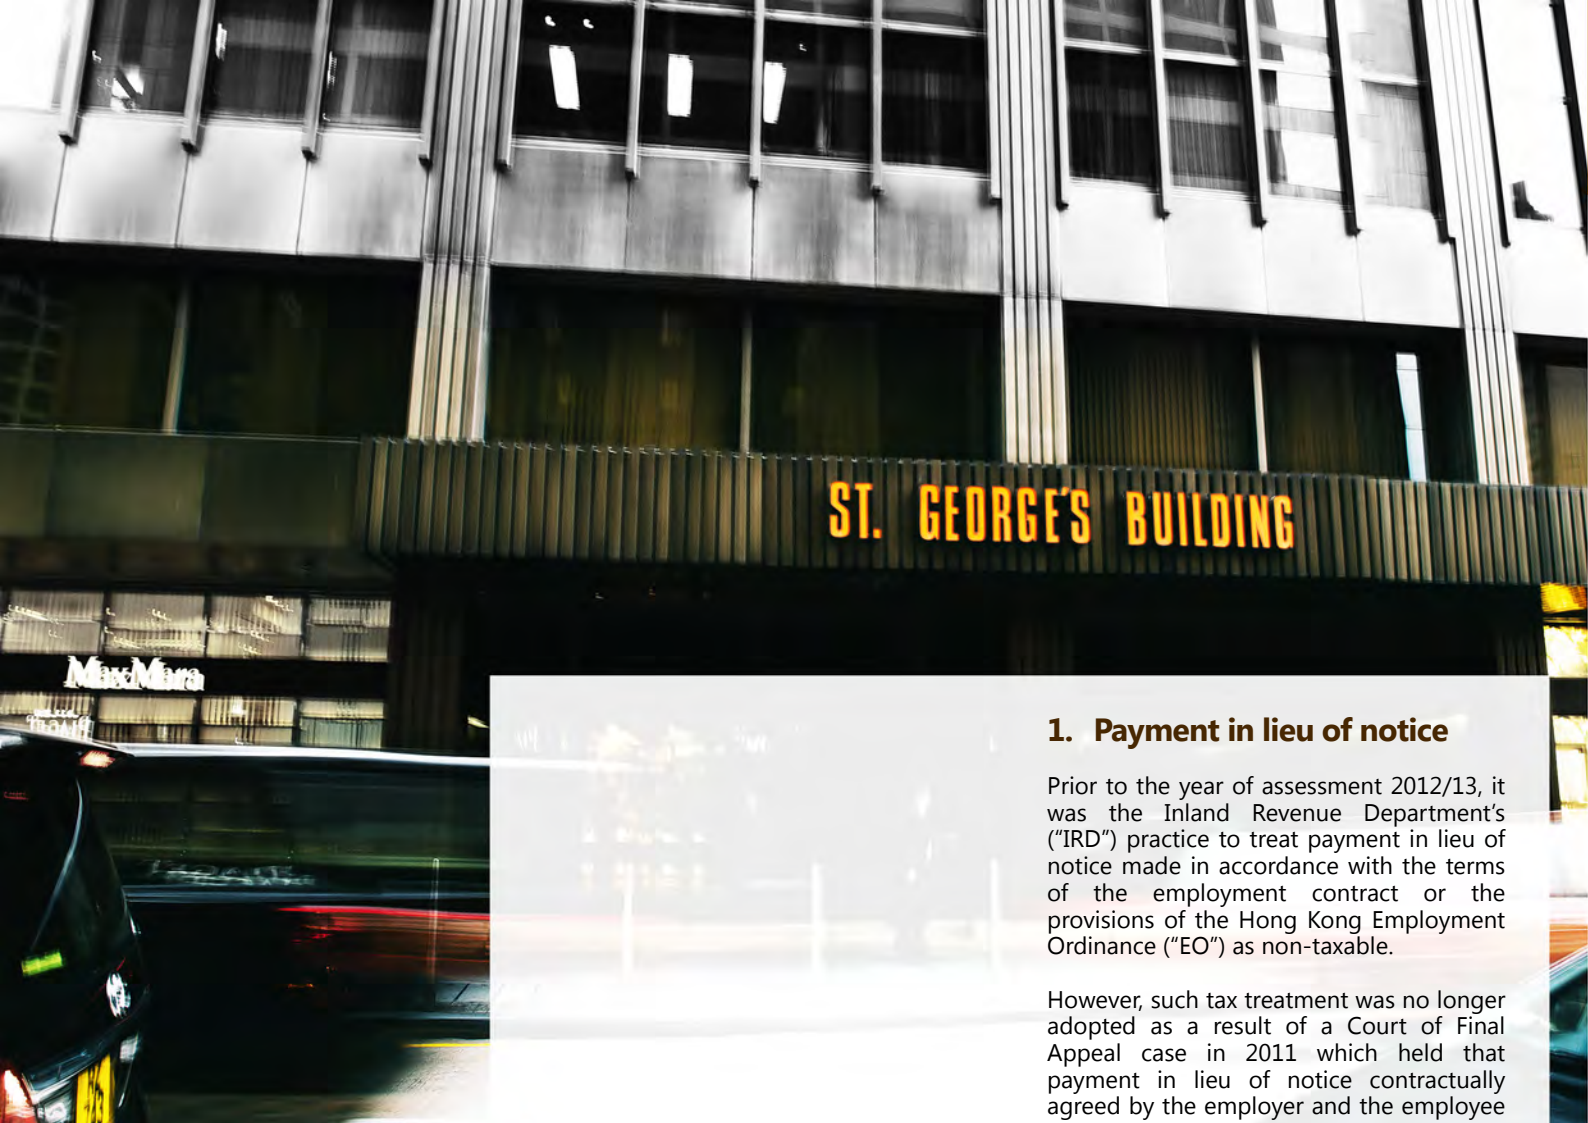 ST. GEORGE'S BUILDING
MaxMara
1. Payment in lieu of notice
Prior to the year of assessment 2012/13, it
was the Inland Revenue Department’s
(“IRD”) practice to treat payment in lieu of
notice made in accordance with the terms
of the employment contract or the
provisions of the Hong Kong Employment
Ordinance (“EO”) as non-taxable.
However, such tax treatment was no longer
adopted as a result of a Court of Final
Appeal case in 2011 which held that
payment in lieu of notice contractually
agreed by the employer and the employee